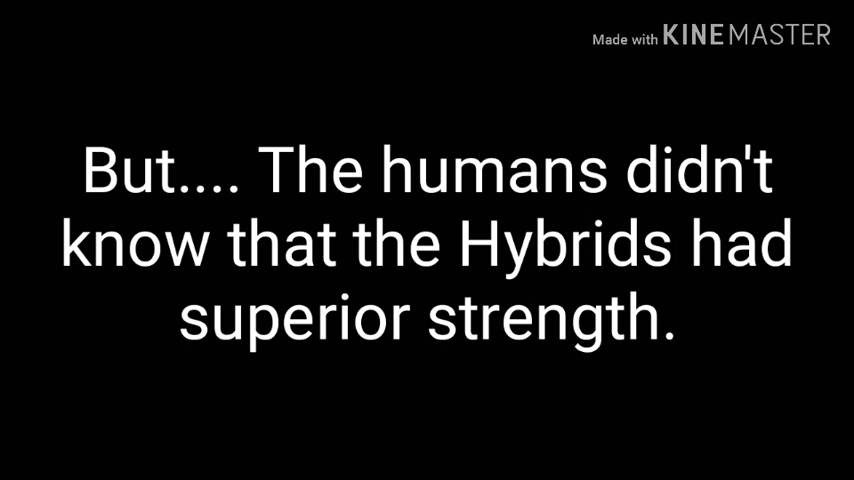 Made with KINEMASTER
But.... The humans didn't
know that the Hybrids had
superior strength.